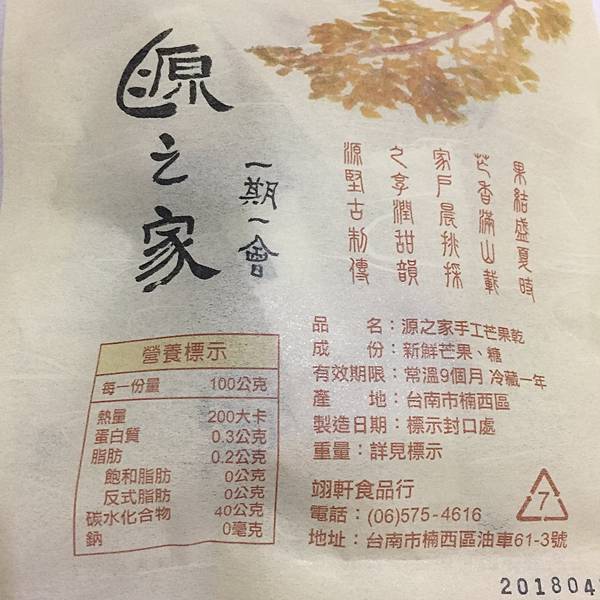 源之家
一期一會
果結盛夏時
芒香滿山載
家戶晨挑採
之享潤甜韻
源堅古制傳
品　　名：源之家手工芒果乾
成　　份：新鮮芒果、糖
有效期限：常溫9個月 冷藏一年
產　　地：台南市楠西區
製造日期：標示封口處
重量：詳見標示
翊軒食品行
電話：(06)575-4616
地址：台南市楠西區油車61-3號
7
營養標示
每一份量 100公克
熱量 200大卡
蛋白質 0.3公克
脂肪 0.2公克
飽和脂肪 0公克
反式脂肪 0公克
碳水化合物 40公克
鈉 0毫克
201804